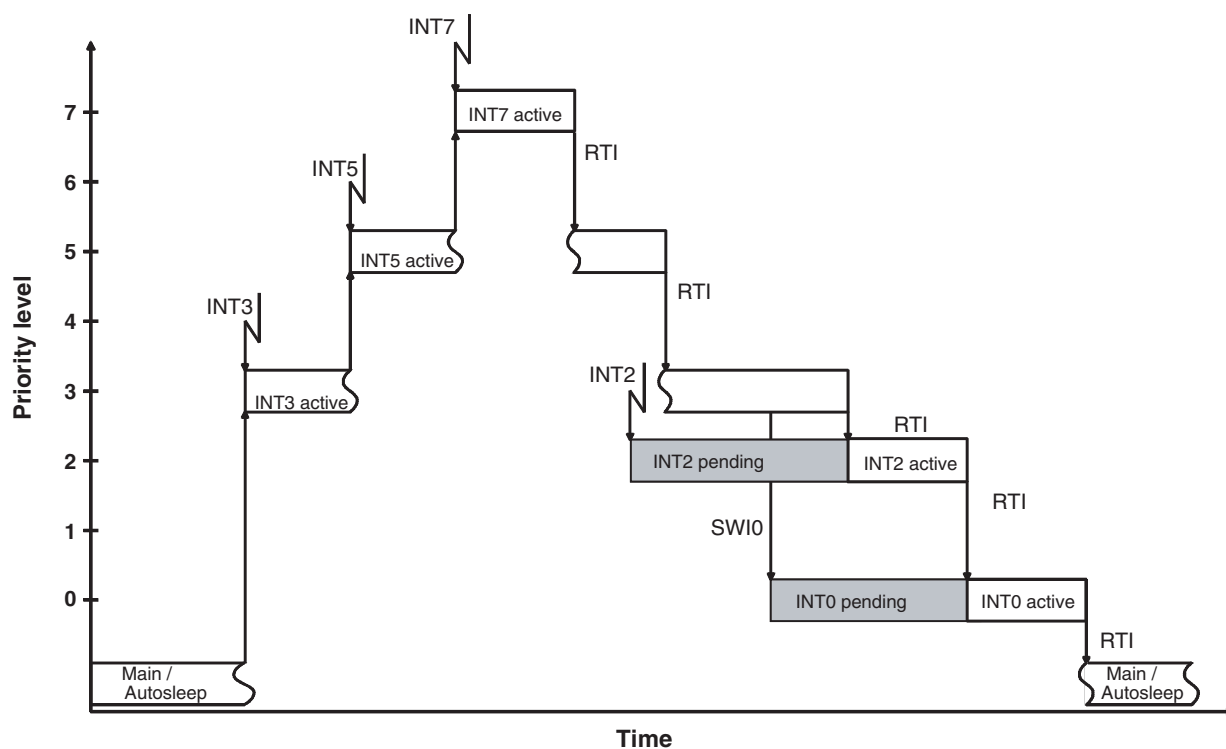 INT7
7
INT7 active
RTI
INT5
6
5
INT5 active
RTI
INT3
4
Priority level
3
INT3 active
INT2
RTI
2
INT2 pending
INT2 active
RTI
1
SWI0
0
INT0 pending
INT0 active
RTI
Main /
Autosleep
Main /
Autosleep
Time